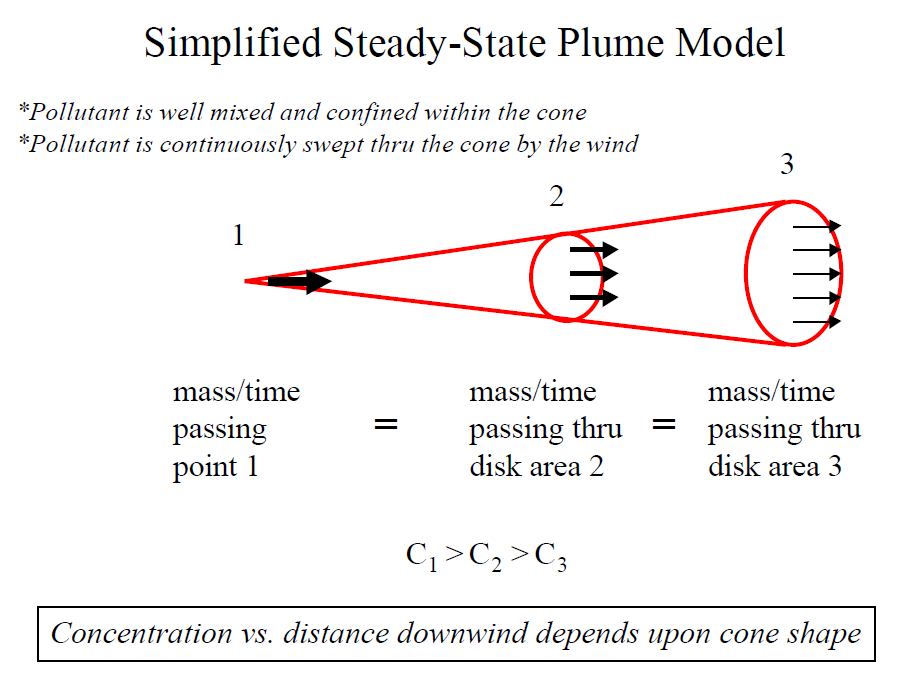 Simplified Steady-State Plume Model
*Pollutant is well mixed and confined within the cone
*Pollutant is continuously swept thru the cone by the wind
1
2
3
mass/time
passing
point 1
=
mass/time
passing thru
disk area 2
=
mass/time
passing thru
disk area 3
C₁ > C₂ > C₃
Concentration vs. distance downwind depends upon cone shape